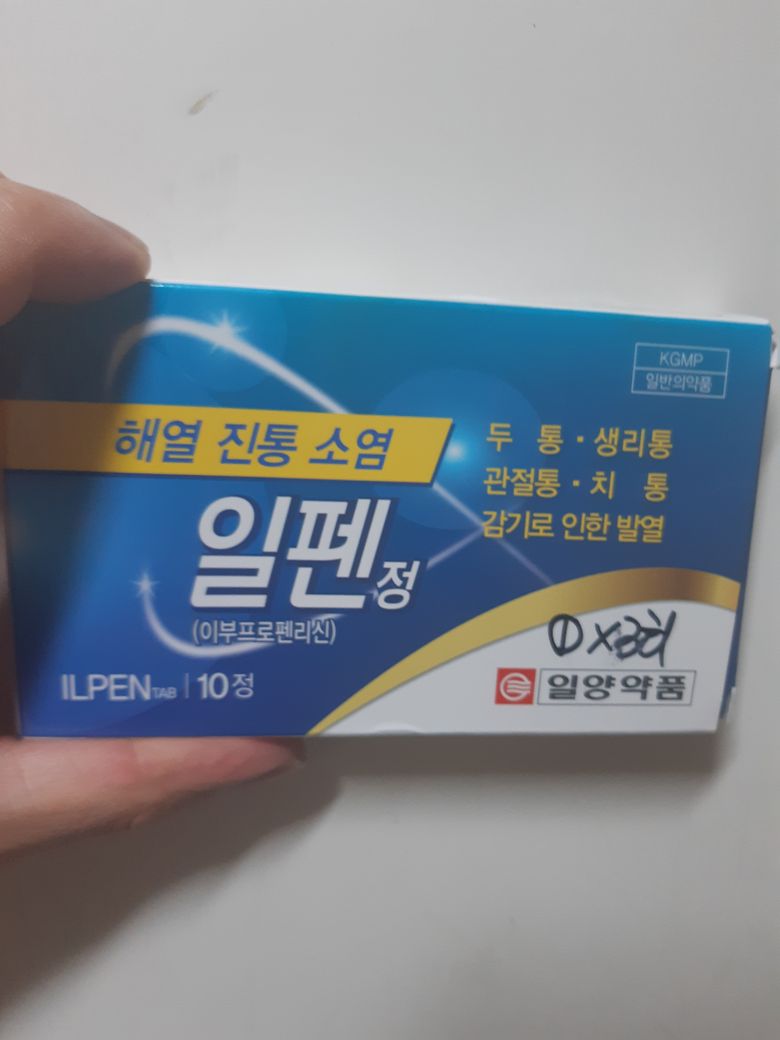 KGMP
일반의약품
해열 진통 소염
두 통·생리통
관절통·치 통
감기로 인한 발열
일펜정
(이부프로펜리신)
① x3회
ILPEN TAB | 10정
일양약품